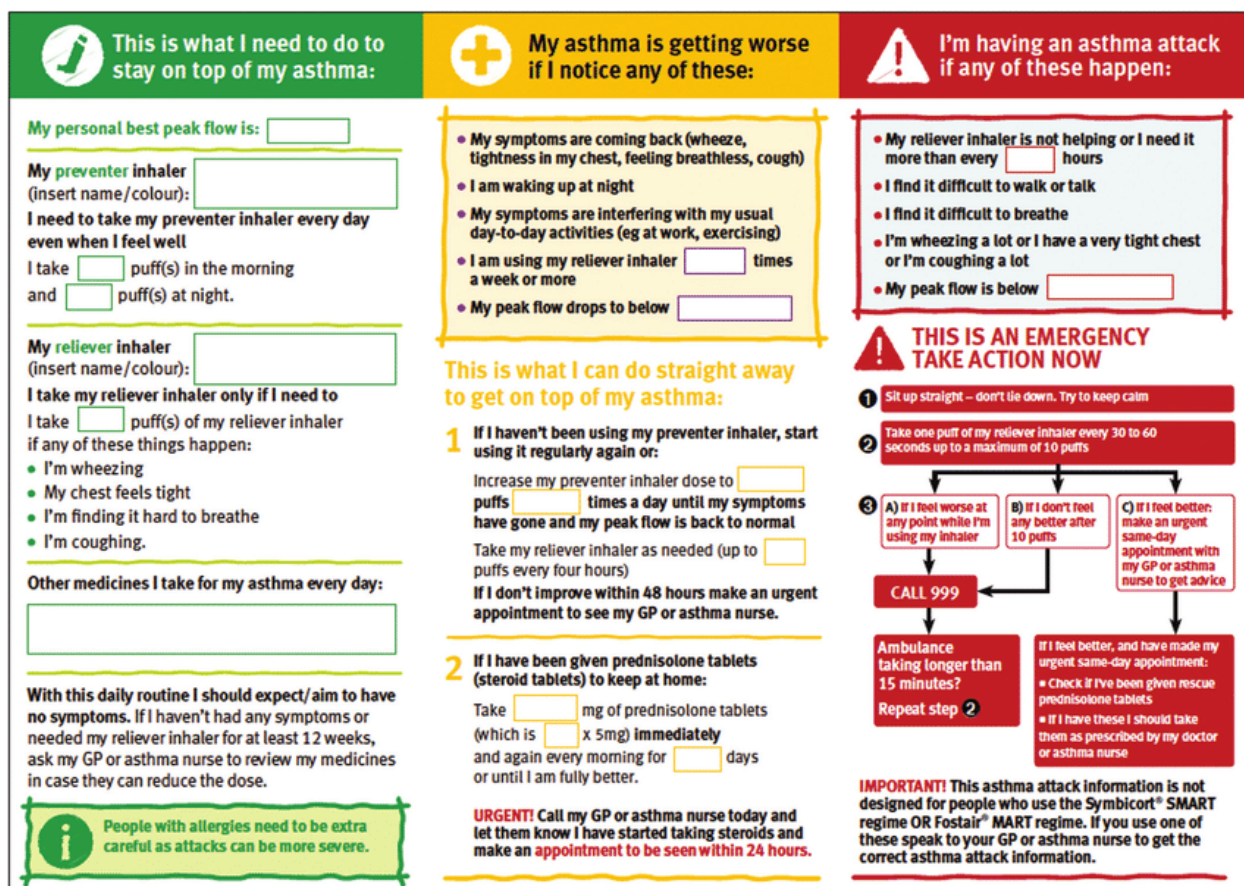 This is what I need to do to
stay on top of my asthma:
My personal best peak flow is:
My preventer inhaler
(insert name/colour):
I need to take my preventer inhaler every day
even when I feel well
I take puff(s) in the morning
and puff(s) at night.
My reliever inhaler
(insert name/colour):
I take my reliever inhaler only if I need to
I take puff(s) of my reliever inhaler
if any of these things happen:
• I'm wheezing
• My chest feels tight
• I'm finding it hard to breathe
• I'm coughing.
Other medicines I take for my asthma every day:
With this daily routine I should expect/aim to have
no symptoms. If I haven't had any symptoms or
needed my reliever inhaler for at least 12 weeks,
ask my GP or asthma nurse to review my medicines
in case they can reduce the dose.
i
People with allergies need to be extra
careful as attacks can be more severe.
My asthma is getting worse
if I notice any of these:
• My symptoms are coming back (wheeze,
tightness in my chest, feeling breathless, cough)
• I am waking up at night
• My symptoms are interfering with my usual
day-to-day activities (eg at work, exercising)
• I am using my reliever inhaler times
a week or more
• My peak flow drops to below
This is what I can do straight away
to get on top of my asthma:
1 If I haven't been using my preventer inhaler, start
using it regularly again or:
Increase my preventer inhaler dose to
puffs times a day until my symptoms
have gone and my peak flow is back to normal
Take my reliever inhaler as needed (up to
puffs every four hours)
If I don't improve within 48 hours make an urgent
appointment to see my GP or asthma nurse.
2 If I have been given prednisolone tablets
(steroid tablets) to keep at home:
Take mg of prednisolone tablets
(which is x 5mg) immediately
and again every morning for days
or until I am fully better.
URGENT! Call my GP or asthma nurse today and
let them know I have started taking steroids and
make an appointment to be seen within 24 hours.
!
I'm having an asthma attack
if any of these happen:
• My reliever inhaler is not helping or I need it
more than every hours
• I find it difficult to walk or talk
• I find it difficult to breathe
• I'm wheezing a lot or I have a very tight chest
or I'm coughing a lot
• My peak flow is below
!
THIS IS AN EMERGENCY
TAKE ACTION NOW
1 Sit up straight – don't lie down. Try to keep calm
2 Take one puff of my reliever inhaler every 30 to 60
seconds up to a maximum of 10 puffs
3 A) If I feel worse at
any point while I'm
using my inhaler
B) If I don't feel
any better after
10 puffs
C) If I feel better:
make an urgent
same-day
appointment with
my GP or asthma
nurse to get advice
CALL 999
Ambulance
taking longer than
15 minutes?
Repeat step 2
If I feel better, and have made my
urgent same-day appointment:
▪ Check if I've been given rescue
prednisolone tablets
▪ If I have these I should take
them as prescribed by my doctor
or asthma nurse
IMPORTANT! This asthma attack information is not
designed for people who use the Symbicort® SMART
regime OR Fostair® MART regime. If you use one of
these speak to your GP or asthma nurse to get the
correct asthma attack information.